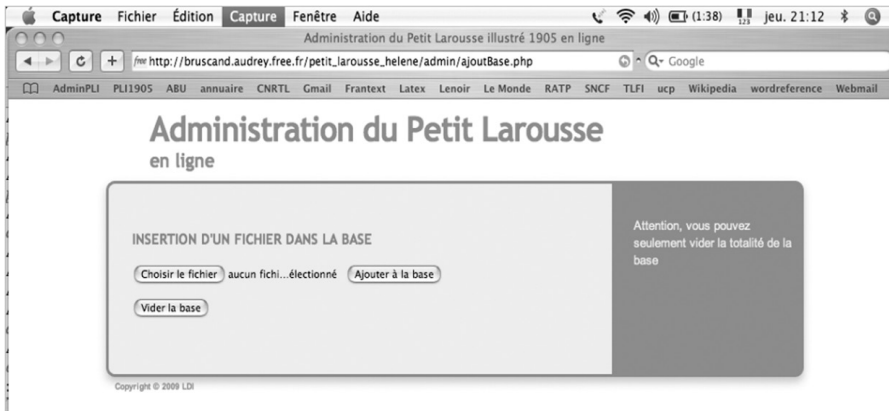 Capture Fichier Édition Capture Fenêtre Aide (1:38) 123 jeu. 21:12
Administration du Petit Larousse illustré 1905 en ligne
free http://bruscand.audrey.free.fr/petit_larousse_helene/admin/ajoutBase.php Google
AdminPLI PLI1905 ABU annuaire CNRTL Gmail Frantext Latex Lenoir Le Monde RATP SNCF TLFI ucp Wikipedia wordreference Webmail
Administration du Petit Larousse
en ligne
INSERTION D'UN FICHIER DANS LA BASE
Choisir le fichier aucun fichi...électionné Ajouter à la base
Vider la base
Attention, vous pouvez
seulement vider la totalité de la
base
Copyright © 2009 LDI